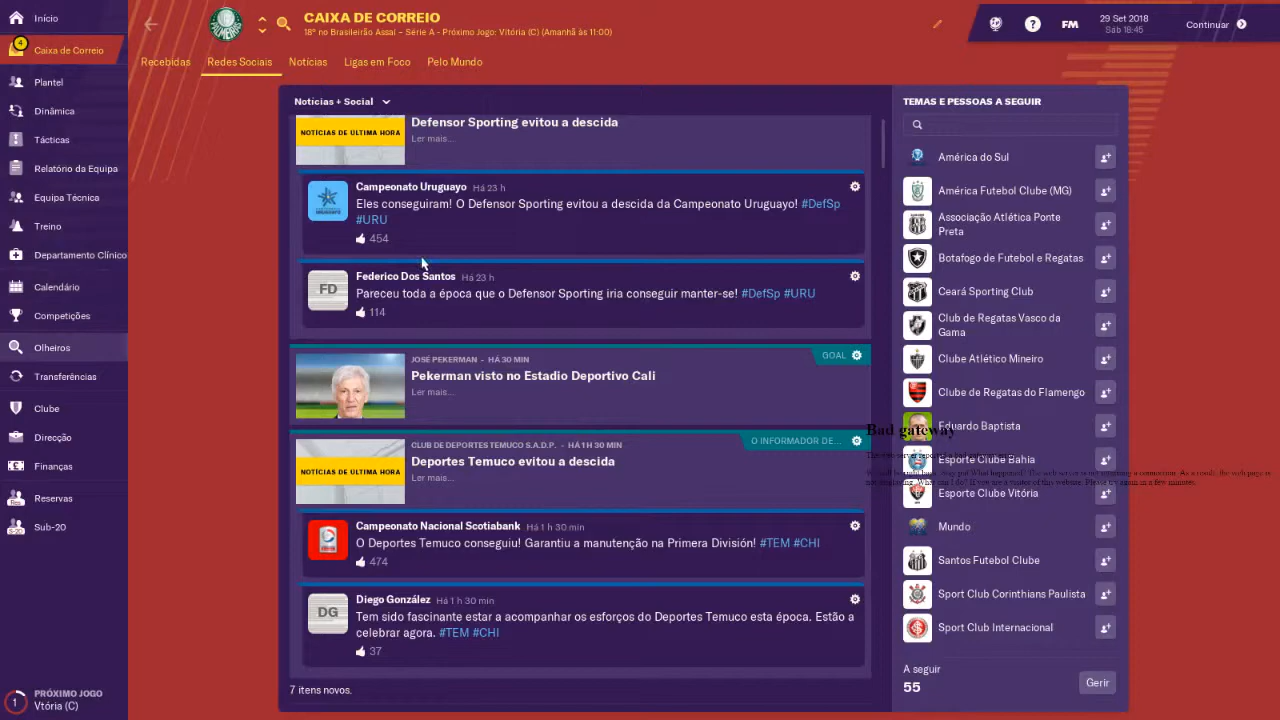 CAIXA DE CORREIO
18º no Brasileirão Assaí – Série A - Próximo Jogo: Vitória (C) (Amanhã às 11:00)
FM
29 Set 2018
Sáb 18:45
Continuar
Início
4
Caixa de Correio
Plantel
Dinâmica
Tácticas
Relatório da Equipa
Equipa Técnica
Treino
Departamento Clínico
Calendário
Competições
Olheiros
Transferências
Clube
Direcção
Finanças
Reservas
Sub-20
1
PRÓXIMO JOGO
Vtória (C)
Recebidas
Redes Sociais
Notícias
Ligas em Foco
Pelo Mundo
Notícias + Social
NOTÍCIAS DE ÚLTIMA HORA
Defensor Sporting evitou a descida
Ler mais...
Campeonato Uruguayo Há 23 h
Eles conseguiram! O Defensor Sporting evitou a descida da Campeonato Uruguayo! #DefSp
#URU
454
FD
Federico Dos Santos Há 23 h
Pareceu toda a época que o Defensor Sporting iria conseguir manter-se! #DefSp #URU
114
JOSÉ PEKERMAN - HÁ 30 MIN
GOAL
Pekerman visto no Estadio Deportivo Cali
Ler mais...
CLUB DE DEPORTES TEMUCO S.A.D.P. - HÁ 1 H 30 MIN
O INFORMADOR DE...
NOTÍCIAS DE ÚLTIMA HORA
Deportes Temuco evitou a descida
Ler mais...
Campeonato Nacional Scotiabank Há 1 h 30 min
O Deportes Temuco conseguiu! Garantiu a manutenção na Primera División! #TEM #CHI
474
DG
Diego González Há 1 h 30 min
Tem sido fascinante estar a acompanhar os esforços do Deportes Temuco esta época. Estão a
celebrar agora. #TEM #CHI
37
7 itens novos.
TEMAS E PESSOAS A SEGUIR
América do Sul
América Futebol Clube (MG)
Associação Atlética Ponte
Preta
Botafogo de Futebol e Regatas
Ceará Sporting Club
Club de Regatas Vasco da
Gama
Clube Atlético Mineiro
Clube de Regatas do Flamengo
Eduardo Baptista
Bad gateway
Esporte Clube Bahia
Esporte Clube Vitória
Mundo
Santos Futebol Clube
Sport Club Corinthians Paulista
Sport Club Internacional
A seguir
55
Gerir